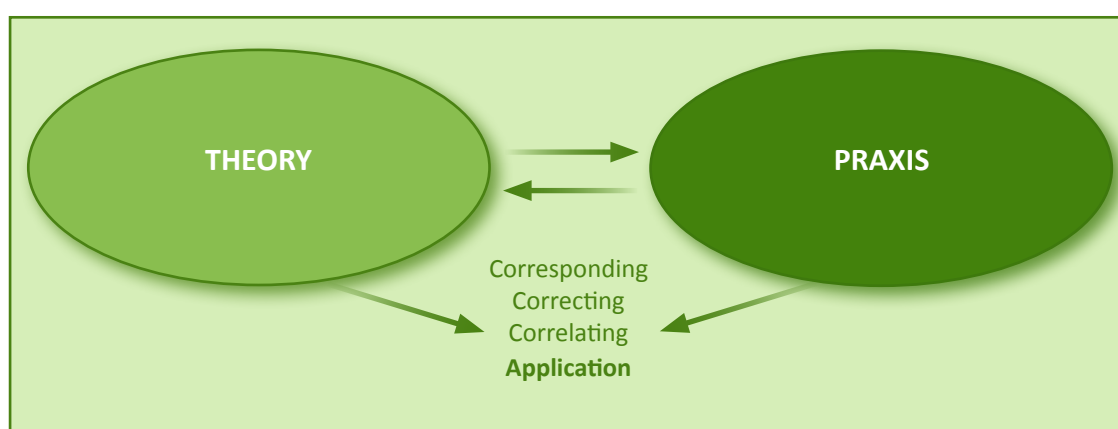 THEORY
PRAXIS
Corresponding
Correcting
Correlating
Application